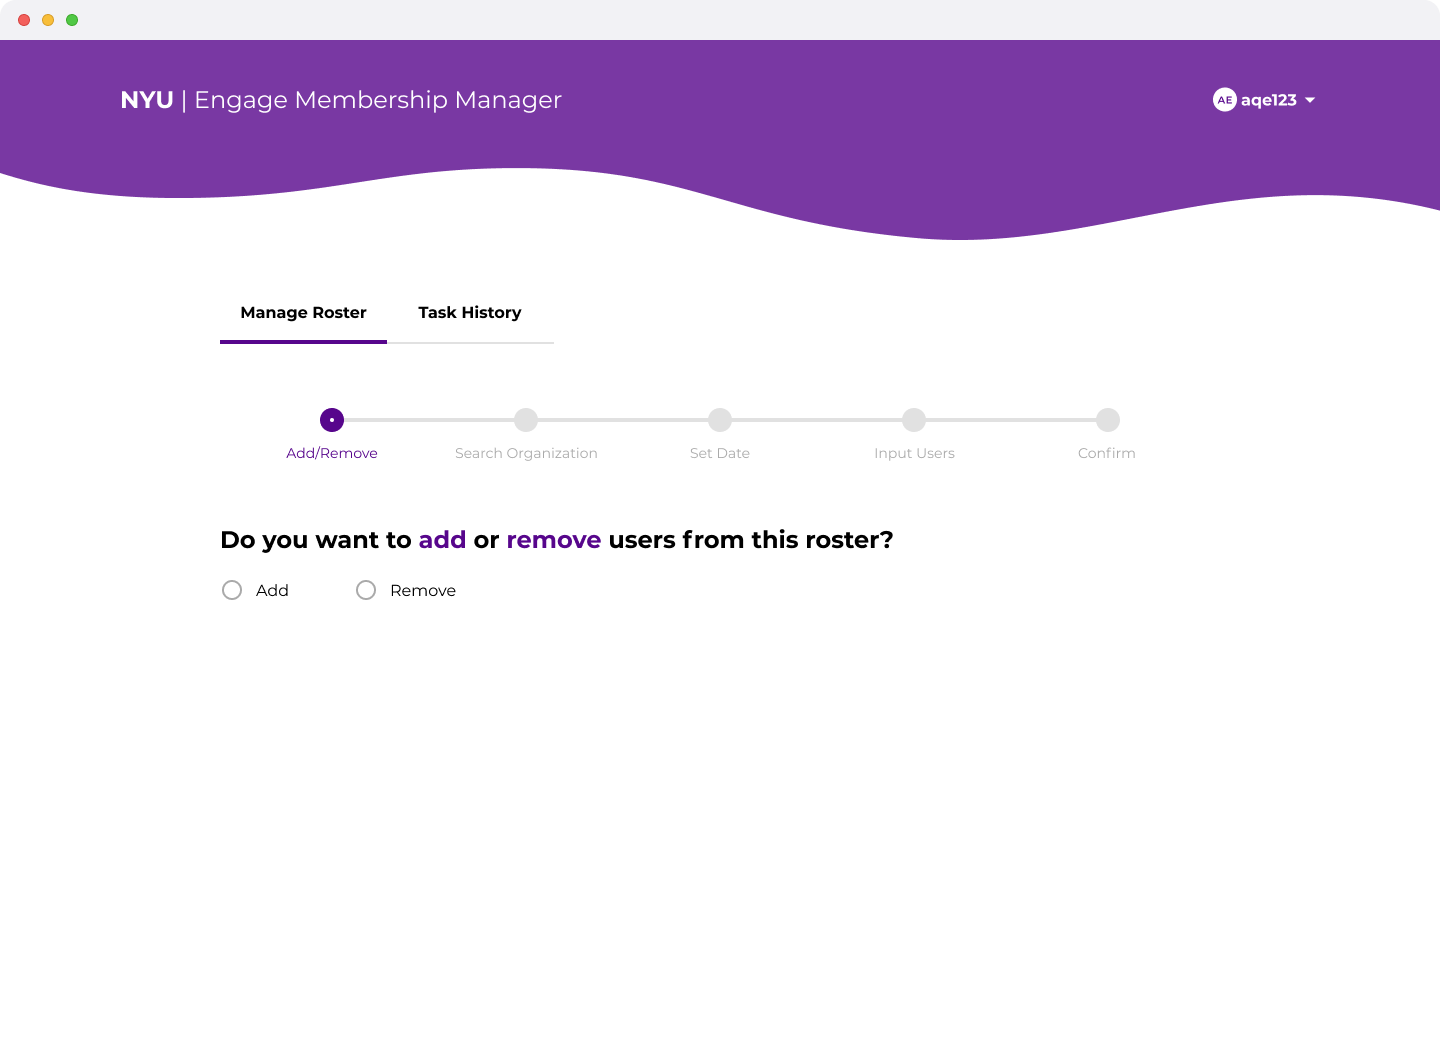 NYU | Engage Membership Manager
AE aqe123
Manage Roster Task History
Add/Remove Search Organization Set Date Input Users Confirm
Do you want to add or remove users from this roster?
Add Remove